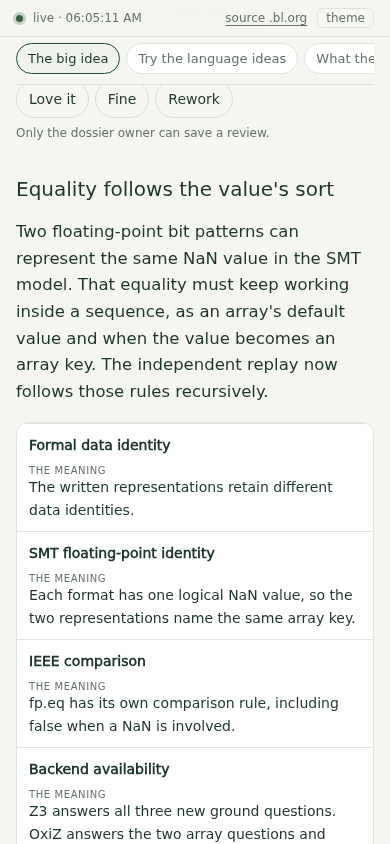 live · 06:05:11 AM
source .bl.org
theme
The big idea
Try the language ideas
What the
Love it
Fine
Rework
Only the dossier owner can save a review.
Equality follows the value's sort
Two floating-point bit patterns can
represent the same NaN value in the SMT
model. That equality must keep working
inside a sequence, as an array's default
value and when the value becomes an
array key. The independent replay now
follows those rules recursively.
Formal data identity
THE MEANING
The written representations retain different
data identities.
SMT floating-point identity
THE MEANING
Each format has one logical NaN value, so the
two representations name the same array key.
IEEE comparison
THE MEANING
fp.eq has its own comparison rule, including
false when a NaN is involved.
Backend availability
THE MEANING
Z3 answers all three new ground questions.
OxiZ answers the two array questions and